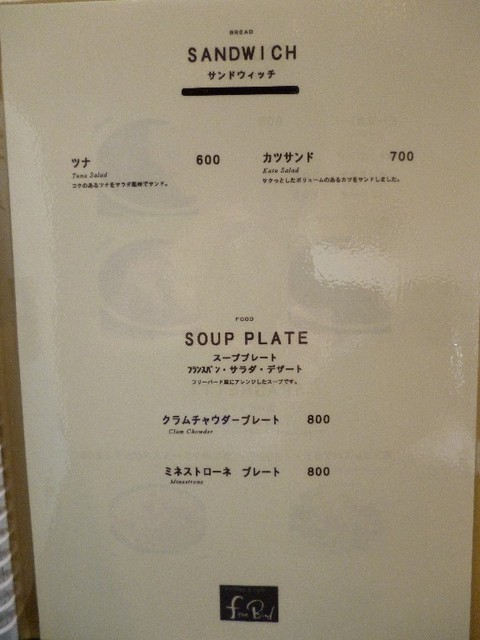 BREAD
SANDWICH
サンドウィッチ
ツナ 600
Tuna Salad
コクのあるツナをサラダ風味でサンド。
カツサンド 700
Katu Salad
サクっとしたボリュームのあるカツをサンドしました。
FOOD
SOUP PLATE
スーププレート
フランスパン・サラダ・デザート
フリーバード風にアレンジしたスープです。
クラムチャウダープレート 800
Clam Chowder
ミネストローネ プレート 800
Minestrone
Free Bird